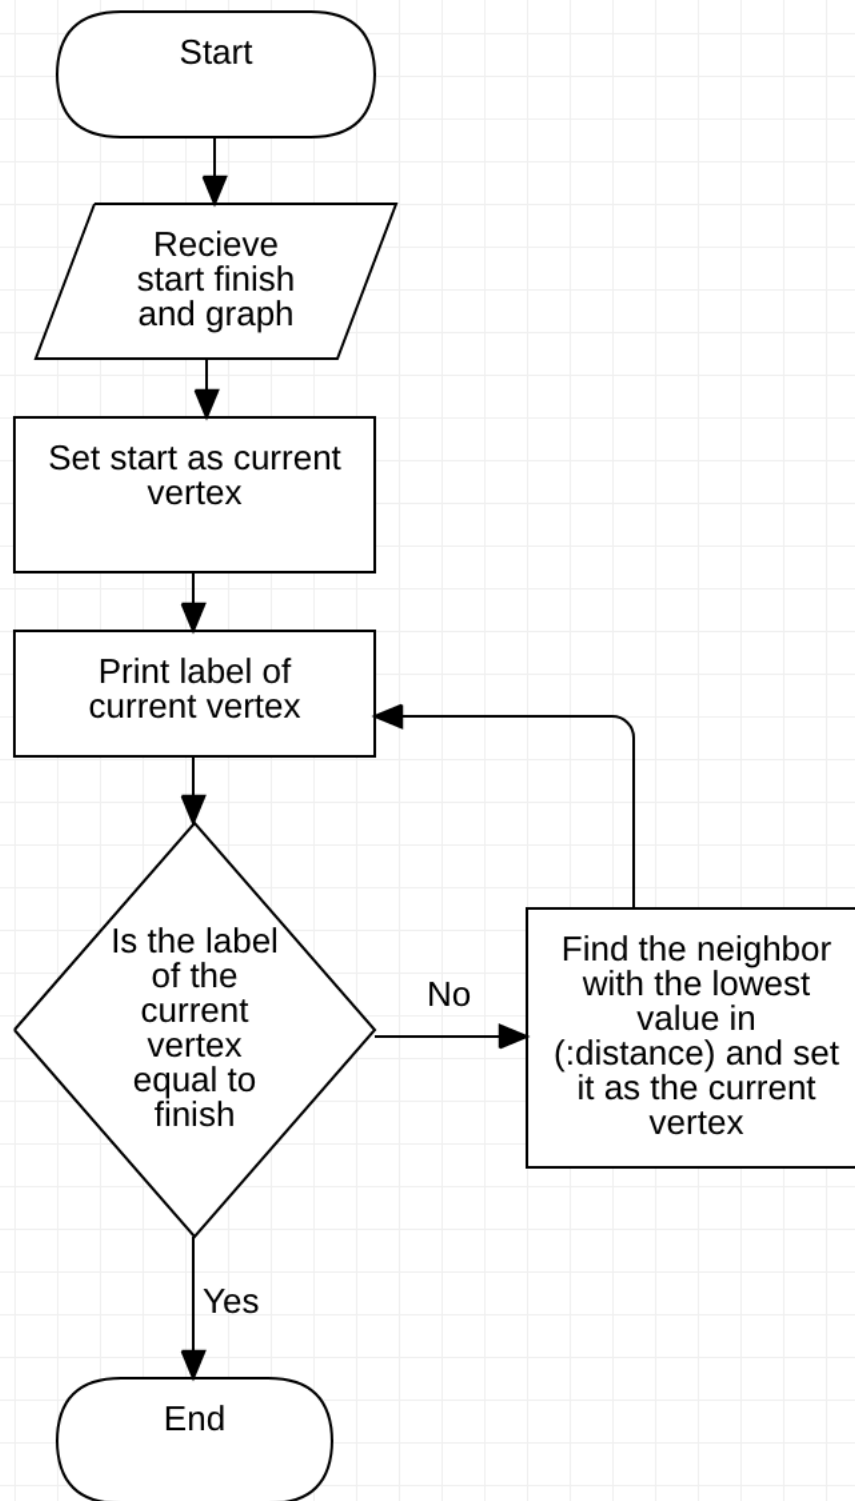 Start
Recieve
start finish
and graph
Set start as current
vertex
Print label of
current vertex
Is the label
of the
current
vertex
equal to
finish
No
Find the neighbor
with the lowest
value in
(:distance) and set
it as the current
vertex
Yes
End